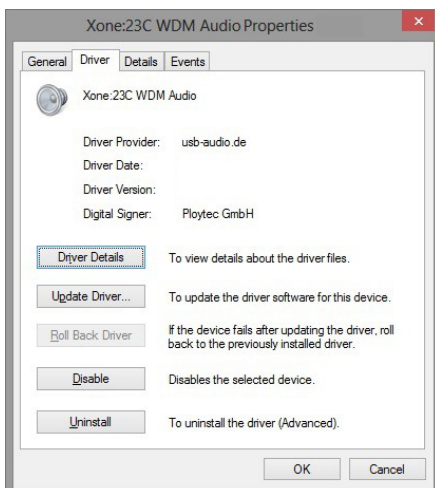 Xone:23C WDM Audio Properties
×
General Driver Details Events
Xone:23C WDM Audio
Driver Provider: usb-audio.de
Driver Date:
Driver Version:
Digital Signer: Ploytec GmbH
Driver Details To view details about the driver files.
Update Driver... To update the driver software for this device.
Roll Back Driver If the device fails after updating the driver, roll
back to the previously installed driver.
Disable Disables the selected device.
Uninstall To uninstall the driver (Advanced).
OK Cancel